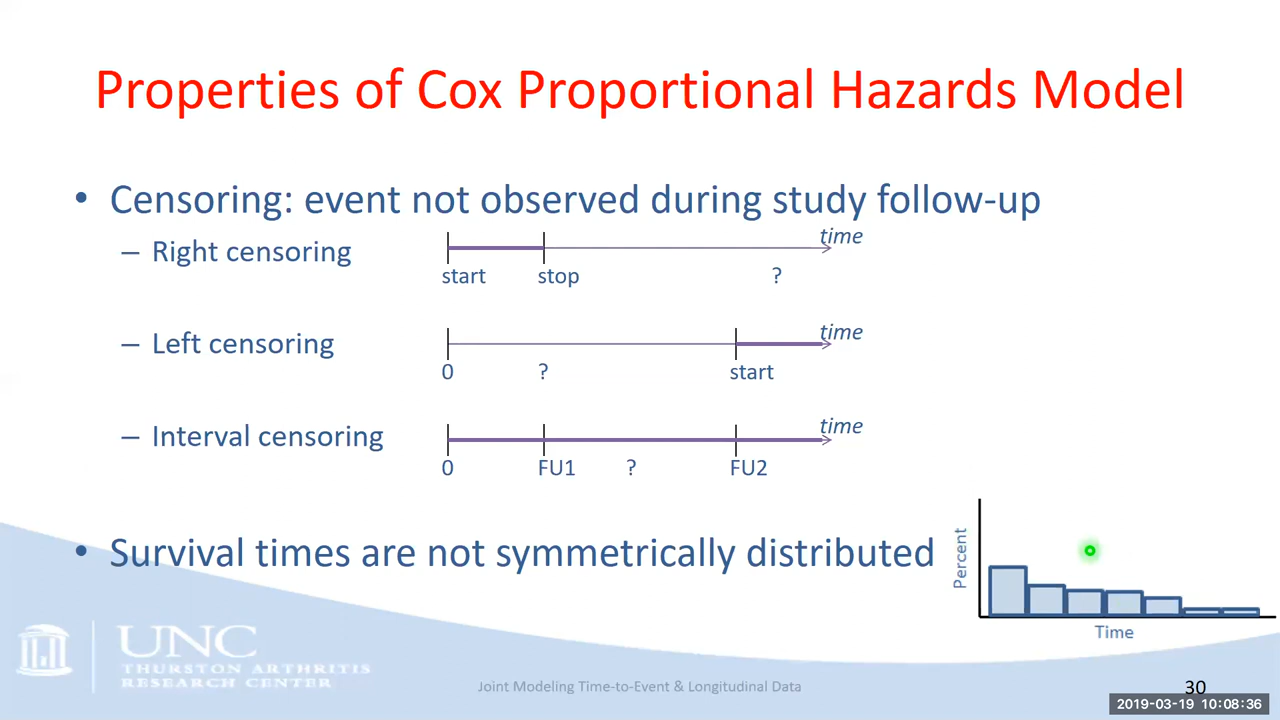 Properties of Cox Proportional Hazards Model
• Censoring: event not observed during study follow-up
– Right censoring
time
start stop ?
– Left censoring
time
0 ? start
– Interval censoring
time
0 FU1 ? FU2
• Survival times are not symmetrically distributed
Percent
Time
UNC
THURSTON ARTHRITIS
RESEARCH CENTER
Joint Modeling Time-to-Event & Longitudinal Data
30
2019-03-19 10:08:36